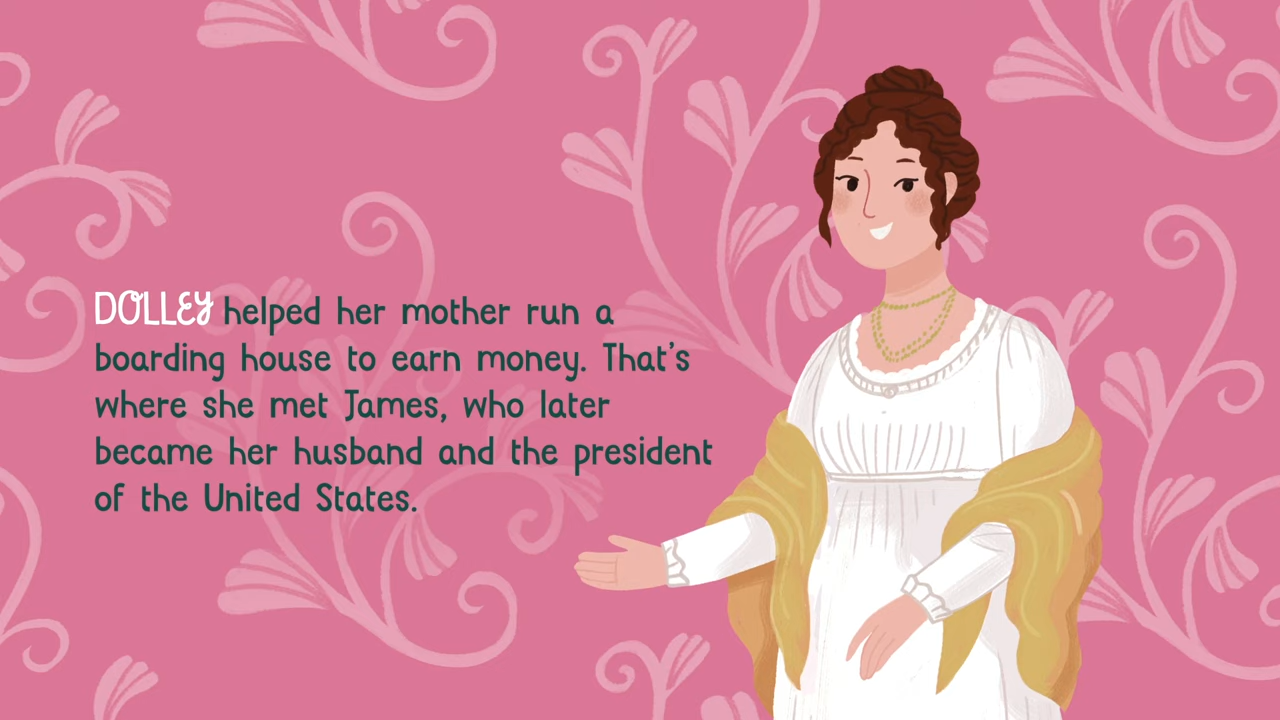 DOLLEY helped her mother run a
boarding house to earn money. That's
where she met James, who later
became her husband and the president
of the United States.